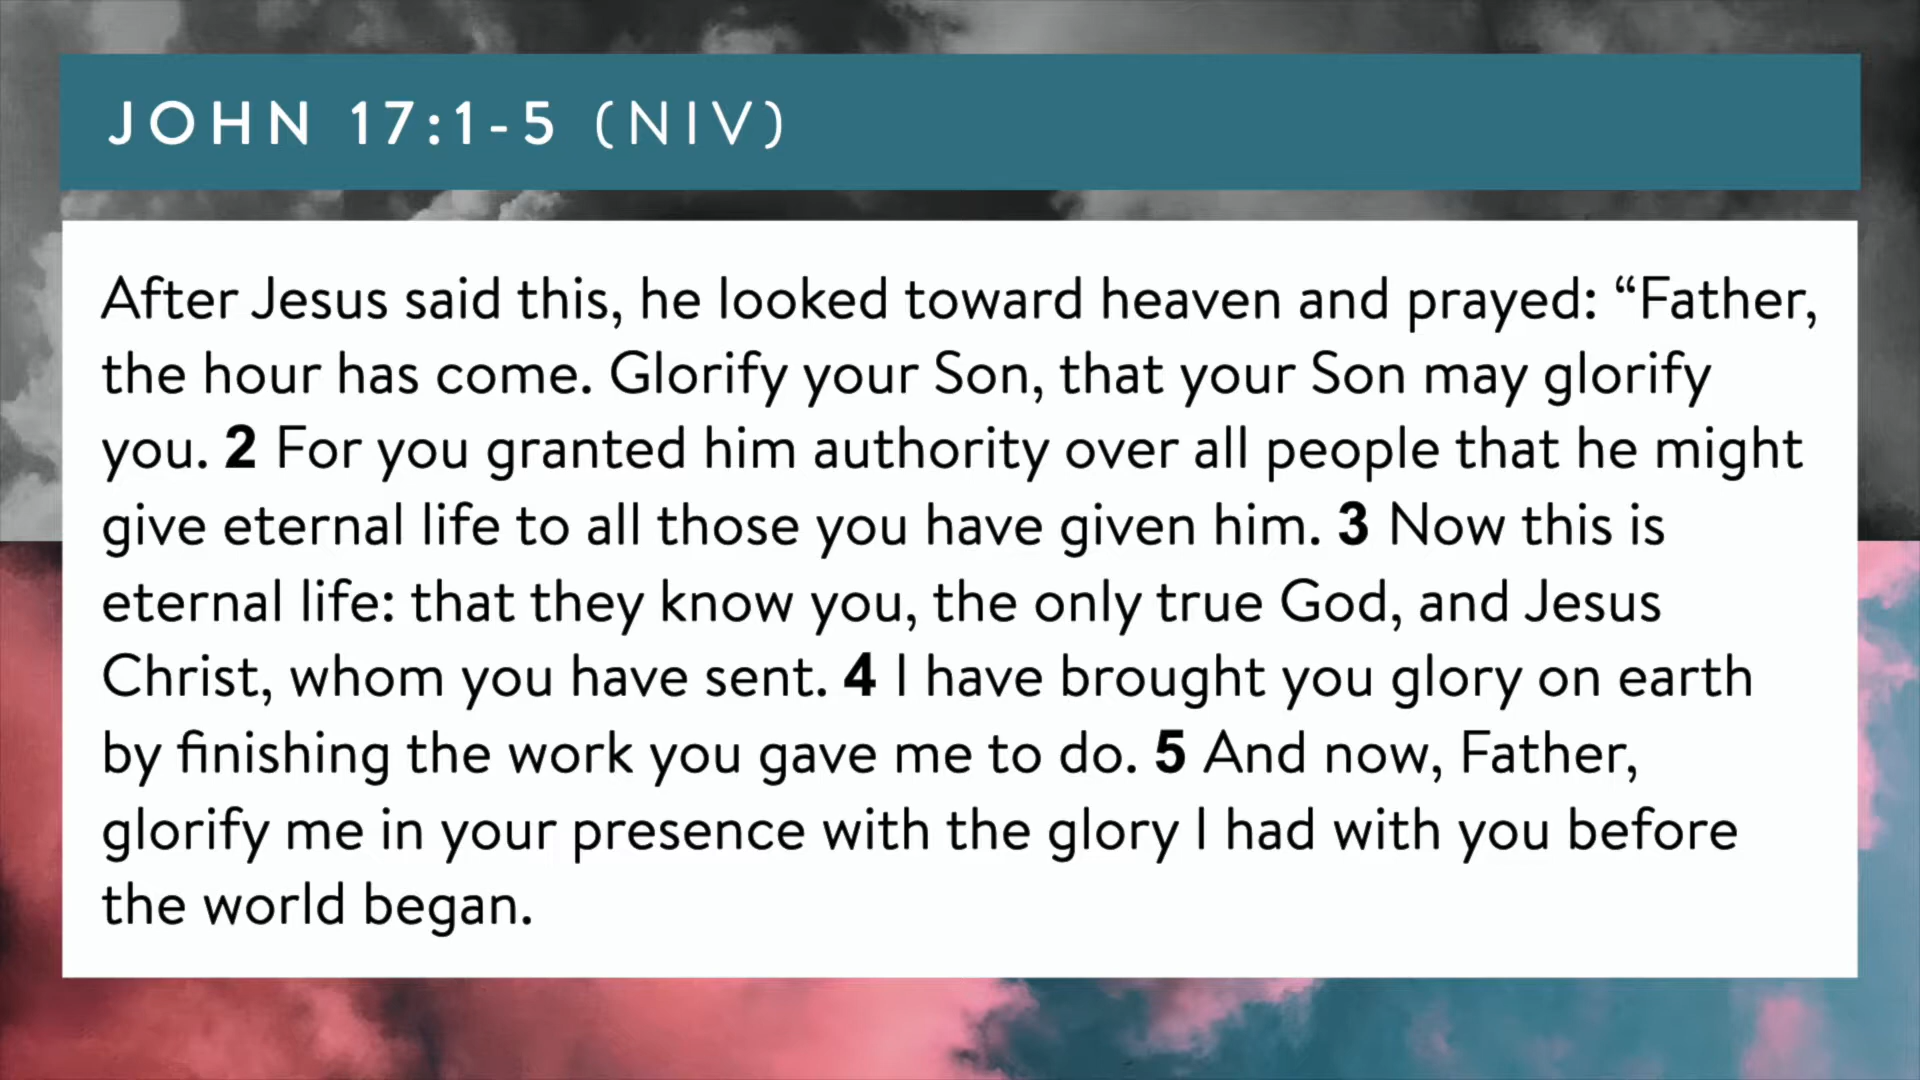 JOHN 17:1-5 (NIV)
After Jesus said this, he looked toward heaven and prayed: “Father,
the hour has come. Glorify your Son, that your Son may glorify
you. 2 For you granted him authority over all people that he might
give eternal life to all those you have given him. 3 Now this is
eternal life: that they know you, the only true God, and Jesus
Christ, whom you have sent. 4 I have brought you glory on earth
by finishing the work you gave me to do. 5 And now, Father,
glorify me in your presence with the glory I had with you before
the world began.